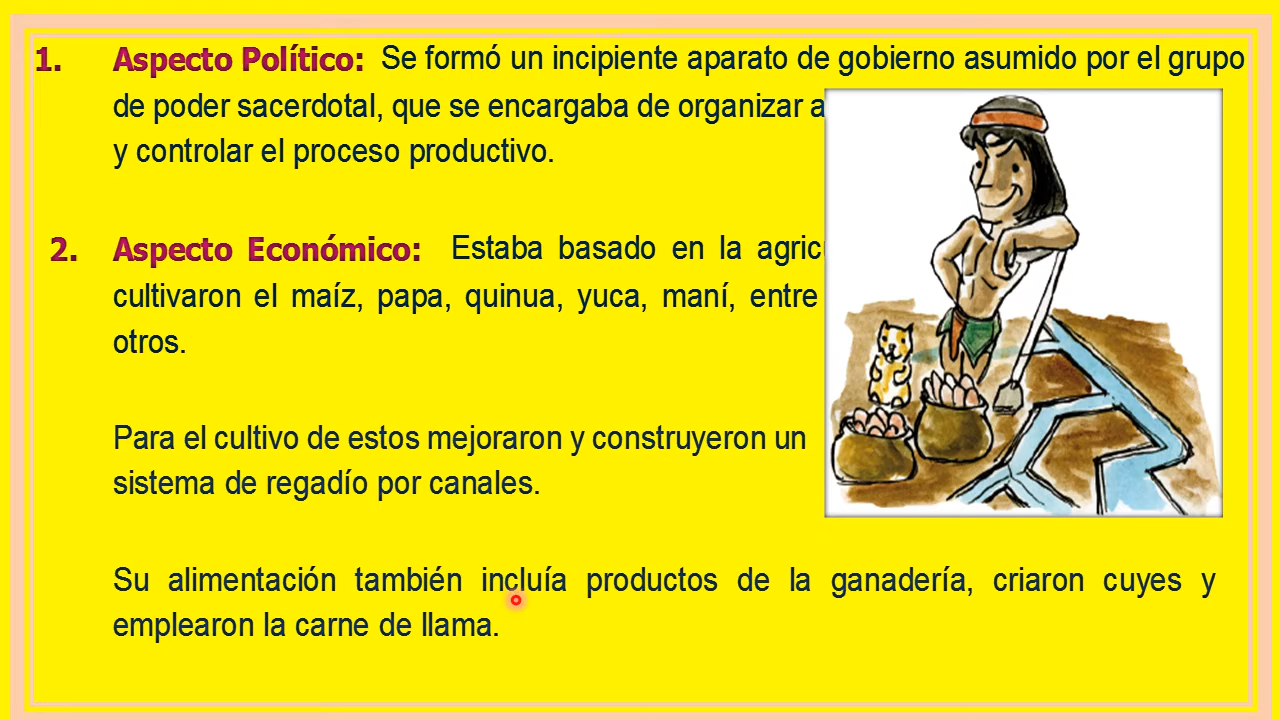 1. Aspecto Político: Se formó un incipiente aparato de gobierno asumido por el grupo
de poder sacerdotal, que se encargaba de organizar a
y controlar el proceso productivo.
2. Aspecto Económico: Estaba basado en la
cultivaron el maíz, papa, quinua, yuca, maní, entre
otros.
Para el cultivo de estos mejoraron y construyeron un
sistema de regadío por canales.
Su alimentación también incluía productos de la ganadería, criaron cuyes y
emplearon la carne de llama.